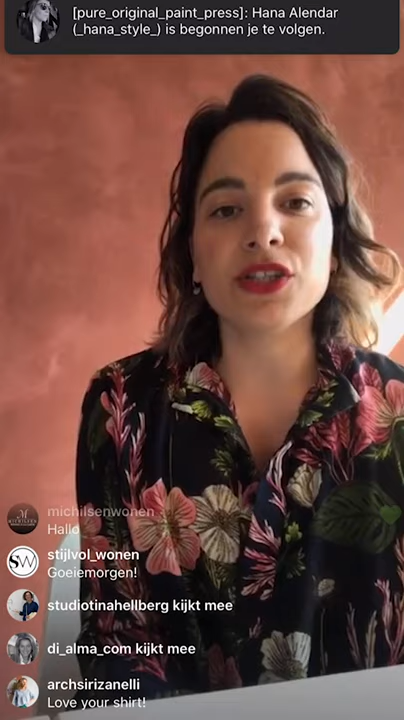 [pure_original_paint_press]: Hana Alendar
(_hana_style_) is begonnen je te volgen.
michilsenwonen
Hallo
SW
stijlvol_wonen
Goeiemorgen!
studiotinahellberg kijkt mee
di_alma_com kijkt mee
archsirizanelli
Love your shirt!